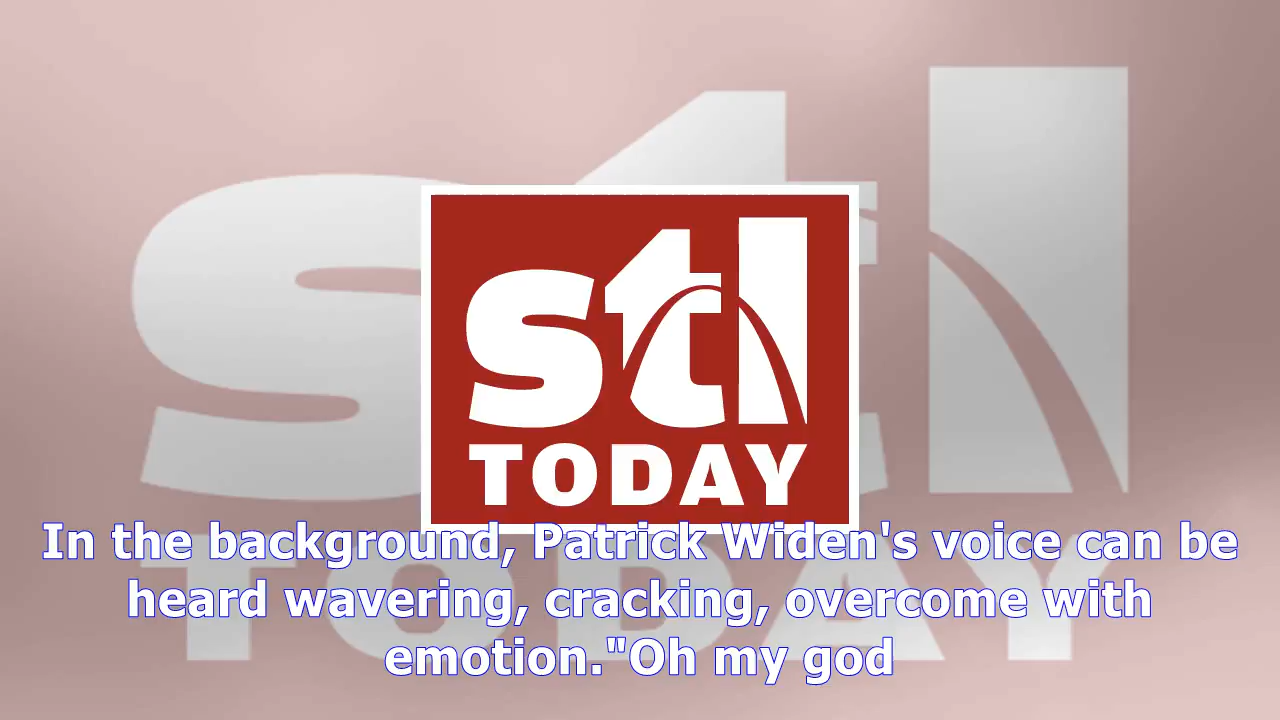 stl
TODAY
In the background, Patrick Widen's voice can be
heard wavering, cracking, overcome with
emotion."Oh my god